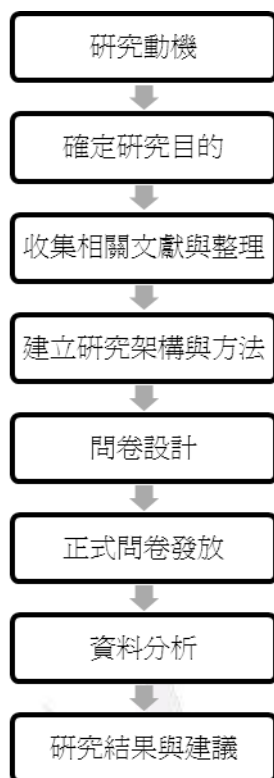 研究動機
確定研究目的
收集相關文獻與整理
建立研究架構與方法
問卷設計
正式問卷發放
資料分析
研究結果與建議